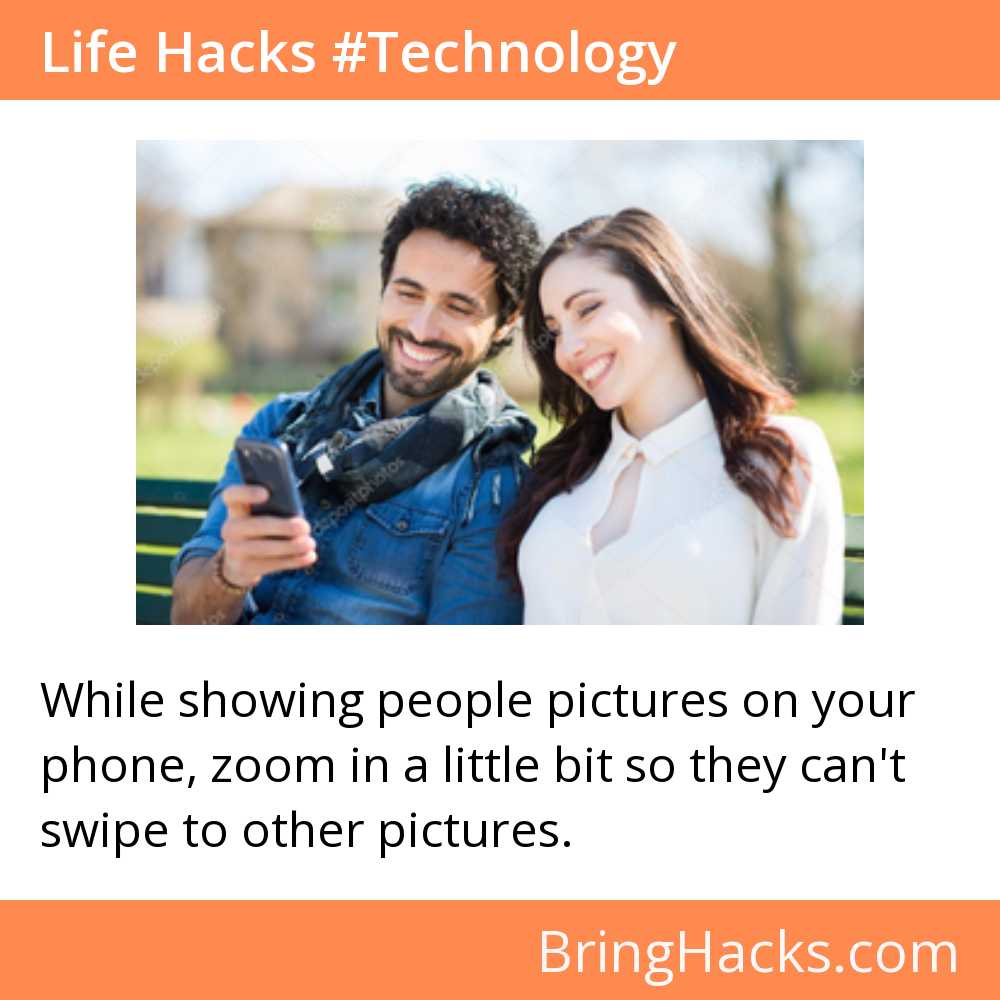 Life Hacks #Technology
depositphotos
While showing people pictures on your
phone, zoom in a little bit so they can't
swipe to other pictures.
BringHacks.com